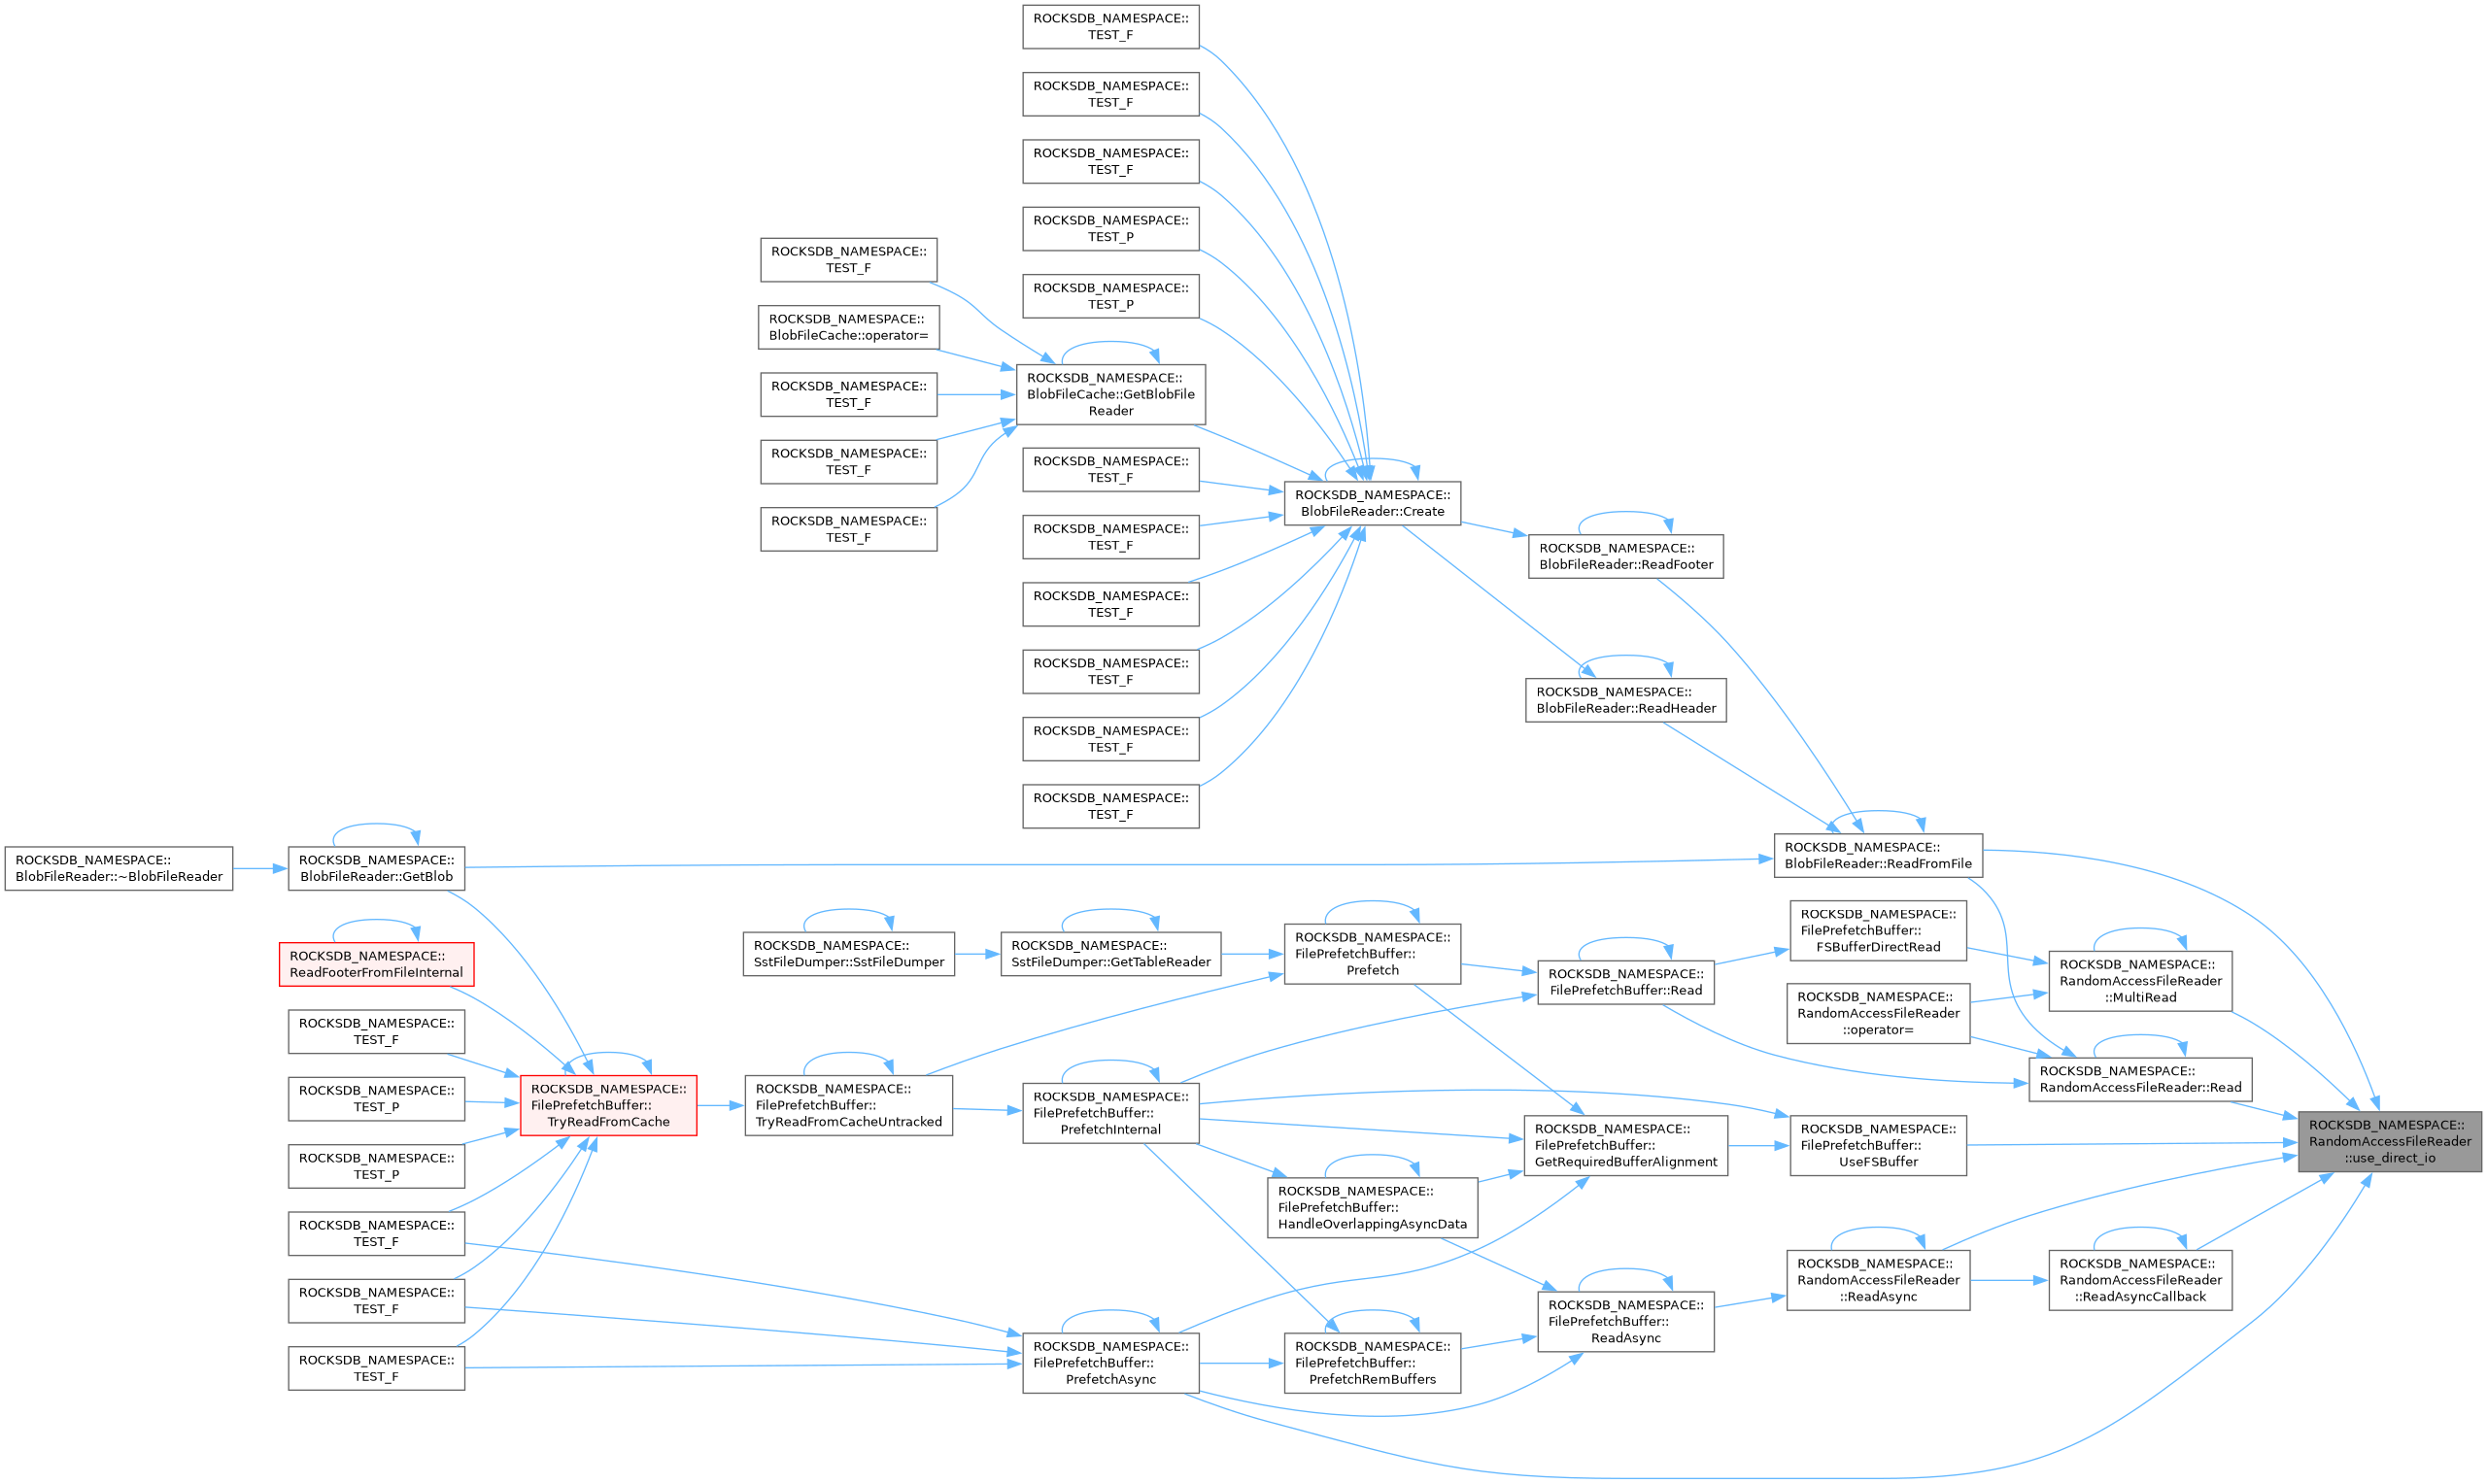 ROCKSDB_NAMESPACE::
TEST_F
ROCKSDB_NAMESPACE::
TEST_F
ROCKSDB_NAMESPACE::
TEST_F
ROCKSDB_NAMESPACE::
TEST_P
ROCKSDB_NAMESPACE::
TEST_P
ROCKSDB_NAMESPACE::
TEST_F
ROCKSDB_NAMESPACE::
BlobFileCache::operator=
ROCKSDB_NAMESPACE::
TEST_F
ROCKSDB_NAMESPACE::
TEST_F
ROCKSDB_NAMESPACE::
TEST_F
ROCKSDB_NAMESPACE::
BlobFileCache::GetBlobFile
Reader
ROCKSDB_NAMESPACE::
TEST_F
ROCKSDB_NAMESPACE::
TEST_F
ROCKSDB_NAMESPACE::
TEST_F
ROCKSDB_NAMESPACE::
TEST_F
ROCKSDB_NAMESPACE::
TEST_F
ROCKSDB_NAMESPACE::
TEST_F
ROCKSDB_NAMESPACE::
BlobFileReader::Create
ROCKSDB_NAMESPACE::
BlobFileReader::ReadFooter
ROCKSDB_NAMESPACE::
BlobFileReader::ReadHeader
ROCKSDB_NAMESPACE::
BlobFileReader::ReadFromFile
ROCKSDB_NAMESPACE::
BlobFileReader::~BlobFileReader
ROCKSDB_NAMESPACE::
BlobFileReader::GetBlob
ROCKSDB_NAMESPACE::
ReadFooterFromFileInternal
ROCKSDB_NAMESPACE::
TEST_F
ROCKSDB_NAMESPACE::
TEST_P
ROCKSDB_NAMESPACE::
TEST_P
ROCKSDB_NAMESPACE::
TEST_F
ROCKSDB_NAMESPACE::
TEST_F
ROCKSDB_NAMESPACE::
TEST_F
ROCKSDB_NAMESPACE::
FilePrefetchBuffer::
TryReadFromCache
ROCKSDB_NAMESPACE::
SstFileDumper::SstFileDumper
ROCKSDB_NAMESPACE::
FilePrefetchBuffer::
TryReadFromCacheUntracked
ROCKSDB_NAMESPACE::
SstFileDumper::GetTableReader
ROCKSDB_NAMESPACE::
FilePrefetchBuffer::
PrefetchInternal
ROCKSDB_NAMESPACE::
FilePrefetchBuffer::
PrefetchAsync
ROCKSDB_NAMESPACE::
FilePrefetchBuffer::
Prefetch
ROCKSDB_NAMESPACE::
FilePrefetchBuffer::
HandleOverlappingAsyncData
ROCKSDB_NAMESPACE::
FilePrefetchBuffer::
PrefetchRemBuffers
ROCKSDB_NAMESPACE::
FilePrefetchBuffer::Read
ROCKSDB_NAMESPACE::
FilePrefetchBuffer::
GetRequiredBufferAlignment
ROCKSDB_NAMESPACE::
FilePrefetchBuffer::
ReadAsync
ROCKSDB_NAMESPACE::
FilePrefetchBuffer::
FSBufferDirectRead
ROCKSDB_NAMESPACE::
RandomAccessFileReader
::operator=
ROCKSDB_NAMESPACE::
FilePrefetchBuffer::
UseFSBuffer
ROCKSDB_NAMESPACE::
RandomAccessFileReader
::ReadAsync
ROCKSDB_NAMESPACE::
RandomAccessFileReader
::MultiRead
ROCKSDB_NAMESPACE::
RandomAccessFileReader::Read
ROCKSDB_NAMESPACE::
RandomAccessFileReader
::ReadAsyncCallback
ROCKSDB_NAMESPACE::
RandomAccessFileReader
::use_direct_io